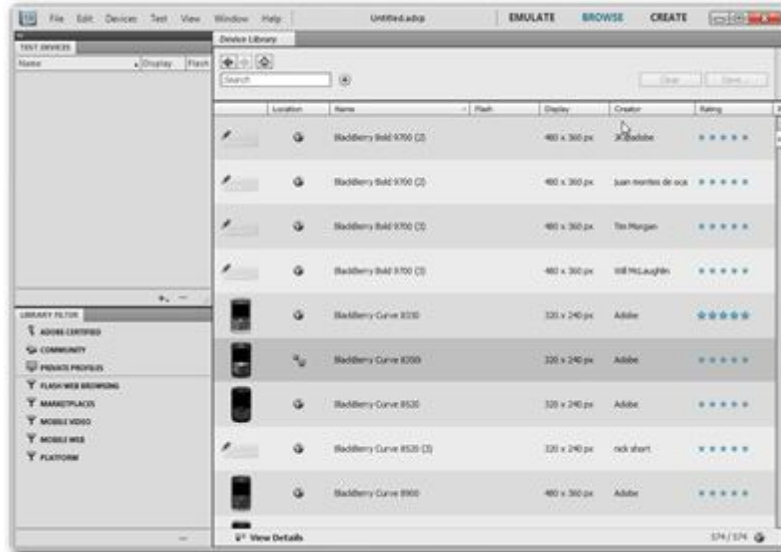 File Edit Devices Test View Window Help
Untitled.adcp
EMULATE BROWSE CREATE
TEST DEVICES
Name Display Flash
Device Library
Search
Clear Save...
Location Name Flash Display Creator Rating
BlackBerry Bold 9700 (2) 480 x 360 px
BlackBerry Bold 9700 (2) 480 x 360 px juan montes de oca
BlackBerry Bold 9700 (3) 480 x 360 px Tim Morgan
BlackBerry Bold 9700 (3) 480 x 360 px Will McLaughlin
BlackBerry Curve 8330 320 x 240 px Adobe
BlackBerry Curve 8350i 320 x 240 px Adobe
BlackBerry Curve 8520 320 x 240 px Adobe
BlackBerry Curve 8520 (3) 320 x 240 px rick short
BlackBerry Curve 8900 480 x 360 px Adobe
LIBRARY FILTER
ADOBE CERTIFIED
COMMUNITY
PRIVATE PROFILES
FLASH WEB BROWSING
MARKETPLACES
MOBILE VIDEO
MOBILE WEB
PLATFORM
View Details
574/574